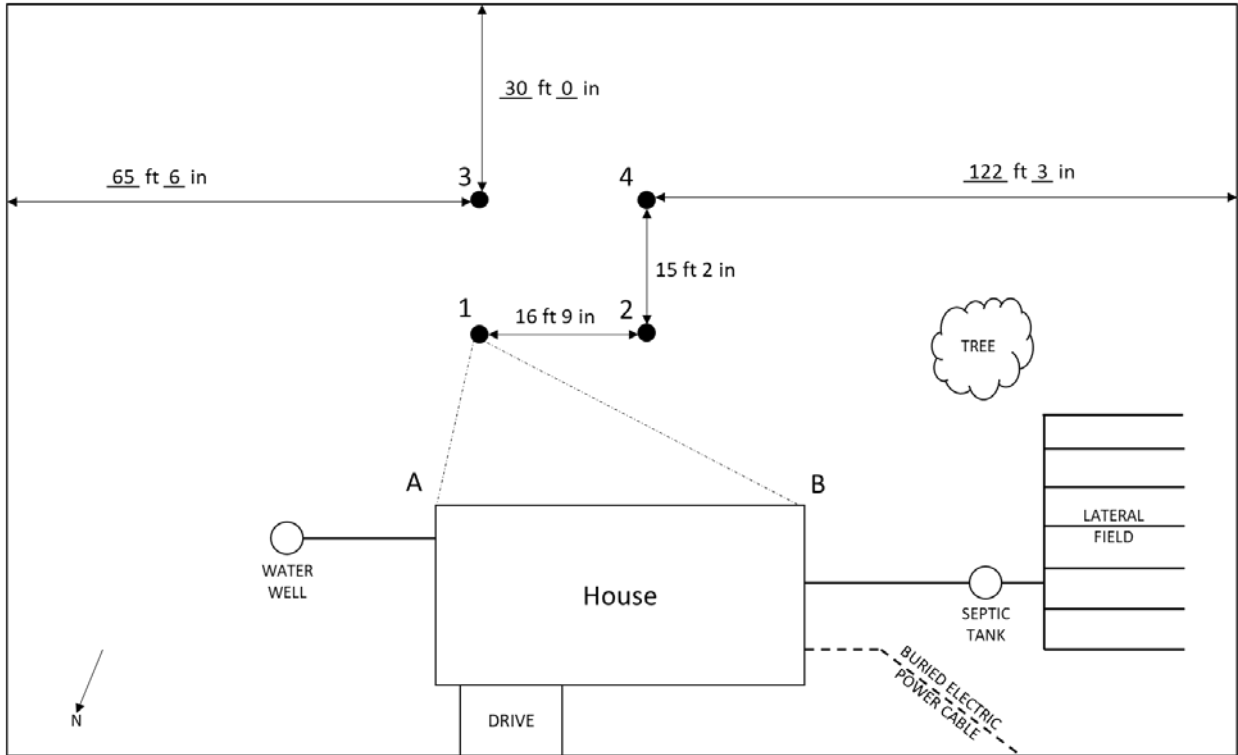 30 ft 0 in
65 ft 6 in
3
4
122 ft 3 in
15 ft 2 in
1
16 ft 9 in
2
TREE
A
B
WATER
WELL
House
LATERAL
FIELD
SEPTIC
TANK
BURIED ELECTRIC
POWER CABLE
N
DRIVE